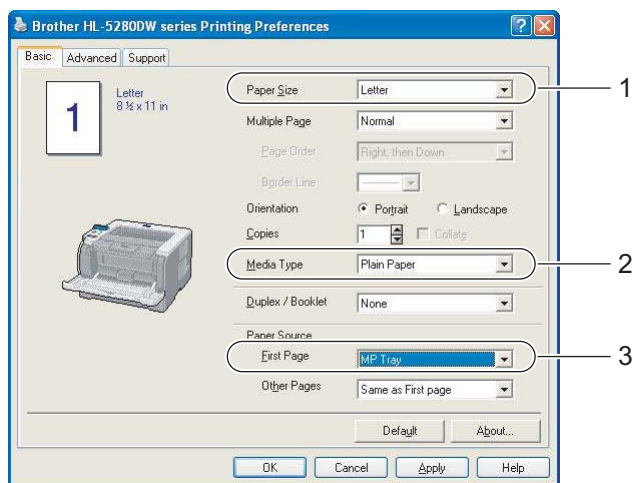 Brother HL-5280DW series Printing Preferences
Basic Advanced Support
1
Letter
8 ½ x 11 in
Paper Size Letter 1
Multiple Page Normal
Page Order Right, then Down
Border Line
Orientation Portrait Landscape
Copies 1 Collate
Media Type Plain Paper 2
Duplex / Booklet None
Paper Source
First Page MP Tray 3
Other Pages Same as First page
Default About...
OK Cancel Apply Help